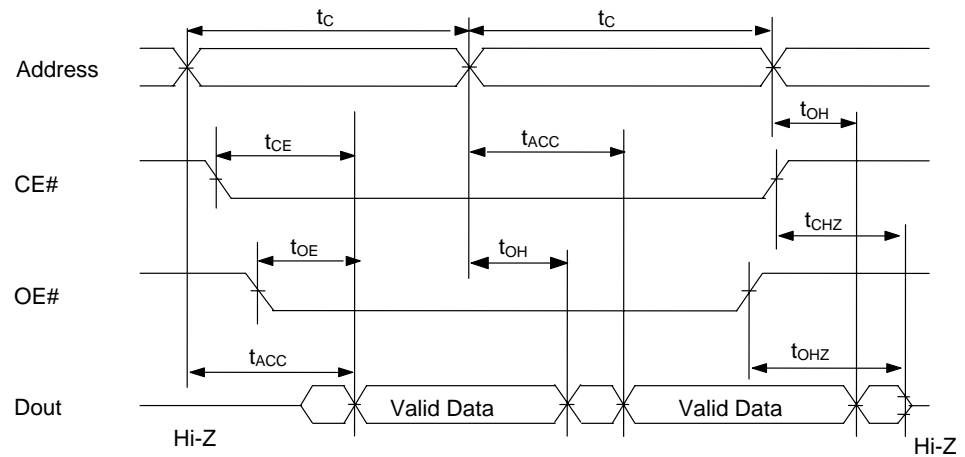 tC tC
Address
tOH
tCE tACC
CE#
tCHZ
tOE tOH
OE#
tACC tOHZ
Dout Valid Data Valid Data
Hi-Z Hi-Z